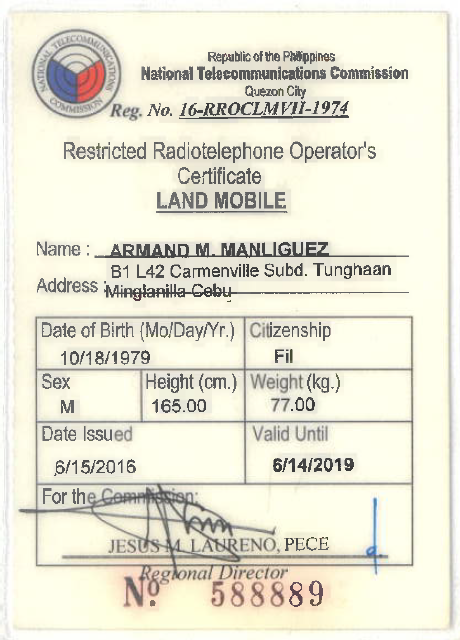 NATIONAL TELECOMMUNICATIONS COMMISSION
Republic of the Philippines
National Telecommunications Commission
Quezon City
Reg. No. 16-RROCLMVII-1974
Restricted Radiotelephone Operator's
Certificate
LAND MOBILE
Name : ARMAND M. MANLIGUEZ
B1 L42 Carmenville Subd. Tunghaan
Address : Minglanilla Cebu
Date of Birth (Mo/Day/Yr.) Citizenship
10/18/1979 Fil
Sex Height (cm.) Weight (kg.)
M 165.00 77.00
Date Issued Valid Until
6/15/2016 6/14/2019
For the Commission:
JESUS M. LAURENO, PECE
Regional Director
Nº. 588889